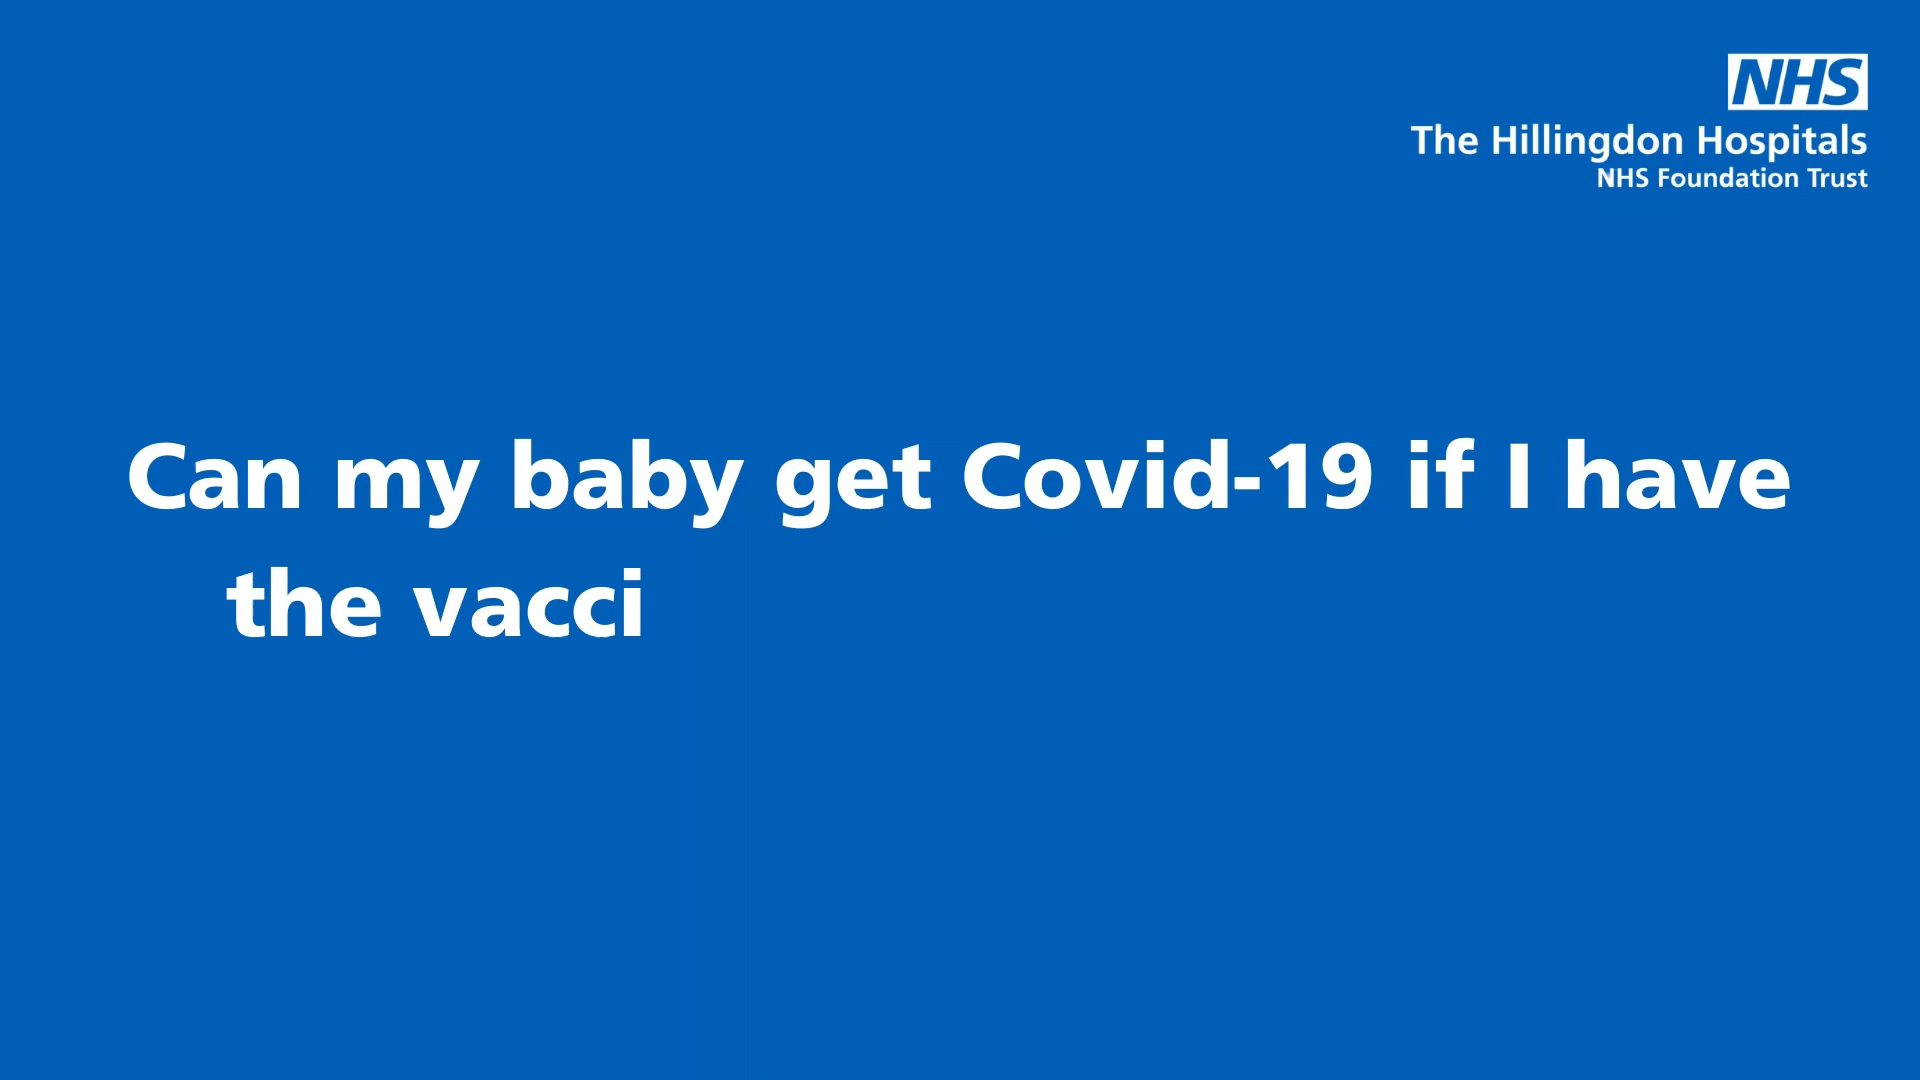 NHS
The Hillingdon Hospitals
NHS Foundation Trust
Can my baby get Covid-19 if I have
the vacci